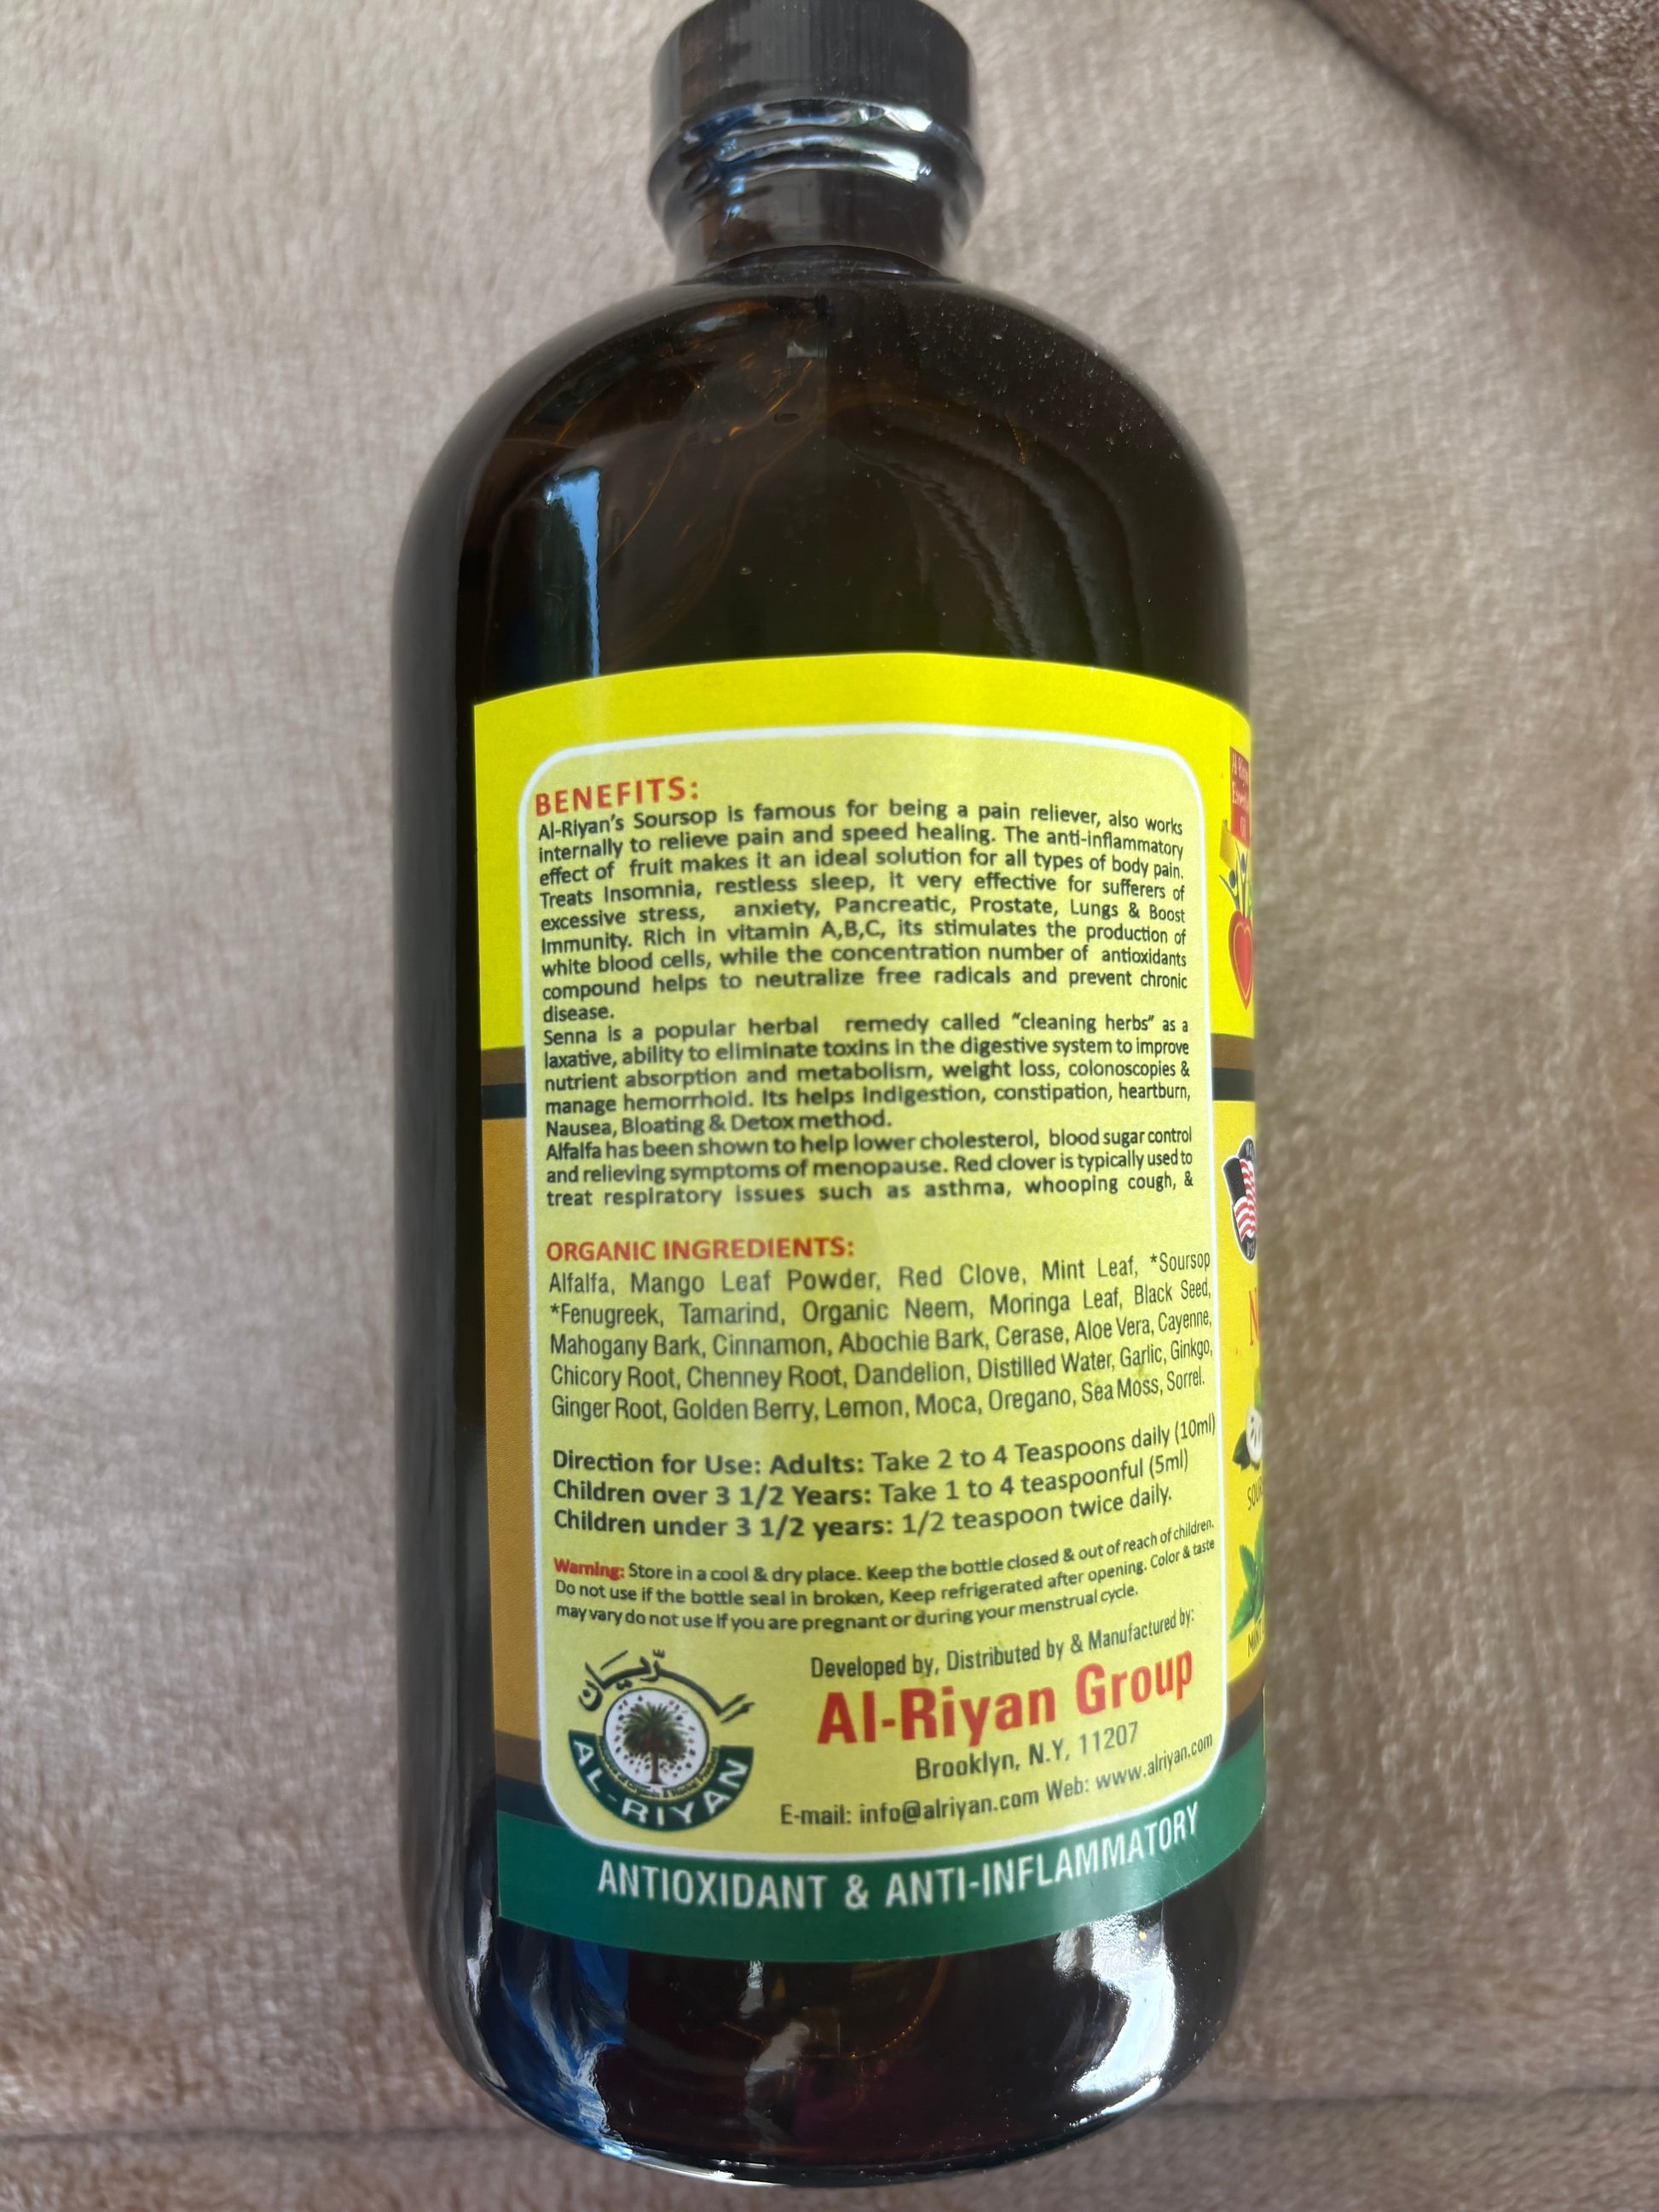 BENEFITS:
Al-Riyan's Soursop is famous for being a pain reliever, also works
internally to relieve pain and speed healing. The anti-inflammatory
effect of fruit makes it an ideal solution for all types of body pain.
Treats Insomnia, restless sleep, it very effective for sufferers of
excessive stress, anxiety, Pancreatic, Prostate, Lungs & Boost
Immunity. Rich in vitamin A,B,C, its stimulates the production of
white blood cells, while the concentration number of antioxidants
compound helps to neutralize free radicals and prevent chronic
disease.
Senna is a popular herbal remedy called "cleaning herbs" as a
laxative, ability to eliminate toxins in the digestive system to improve
nutrient absorption and metabolism, weight loss, colonoscopies &
manage hemorrhoid. Its helps indigestion, constipation, heartburn,
Nausea, Bloating & Detox method.
Alfalfa has been shown to help lower cholesterol, blood sugar control
and relieving symptoms of menopause. Red clover is typically used to
treat respiratory issues such as asthma, whooping cough, &
ORGANIC INGREDIENTS:
Alfalfa, Mango Leaf Powder, Red Clove, Mint Leaf, *Soursop
*Fenugreek, Tamarind, Organic Neem, Moringa Leaf, Black Seed,
Mahogany Bark, Cinnamon, Abochie Bark, Cerase, Aloe Vera, Cayenne,
Chicory Root, Chenney Root, Dandelion, Distilled Water, Garlic, Ginkgo,
Ginger Root, Golden Berry, Lemon, Moca, Oregano, Sea Moss, Sorrel.
Direction for Use: Adults: Take 2 to 4 Teaspoons daily (10ml)
Children over 3 1/2 Years: Take 1 to 4 teaspoonful (5ml)
Children under 3 1/2 years: 1/2 teaspoon twice daily.
Warning: Store in a cool & dry place. Keep the bottle closed & out of reach of children.
Do not use if the bottle seal in broken, Keep refrigerated after opening. Color & taste
may vary do not use if you are pregnant or during your menstrual cycle.
Developed by, Distributed by & Manufactured by:
Al-Riyan Group
Brooklyn, N.Y, 11207
E-mail: info@alriyan.com Web: www.alriyan.com
الريان
AL-RIYAN
ANTIOXIDANT & ANTI-INFLAMMATORY